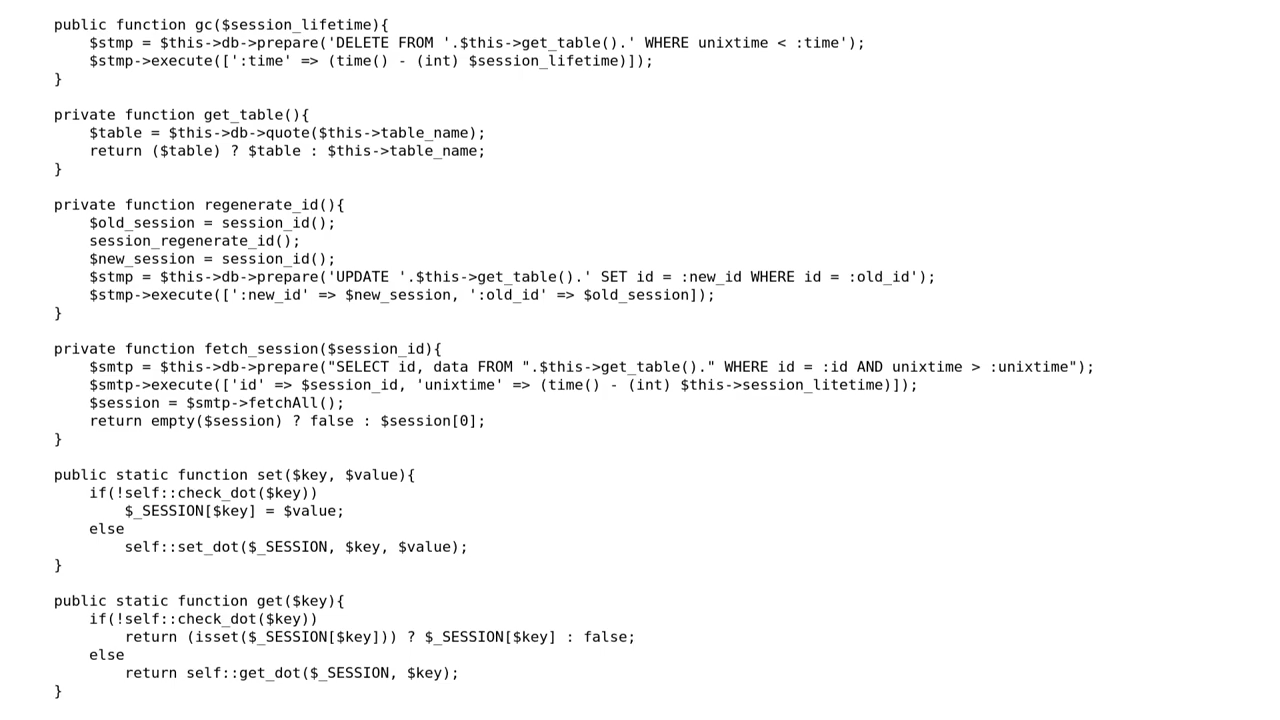 public function gc($session_lifetime){
    $stmp = $this->db->prepare('DELETE FROM '.$this->get_table().' WHERE unixtime < :time');
    $stmp->execute([':time' => (time() - (int) $session_lifetime)]);
}

private function get_table(){
    $table = $this->db->quote($this->table_name);
    return ($table) ? $table : $this->table_name;
}

private function regenerate_id(){
    $old_session = session_id();
    session_regenerate_id();
    $new_session = session_id();
    $stmp = $this->db->prepare('UPDATE '.$this->get_table().' SET id = :new_id WHERE id = :old_id');
    $stmp->execute([':new_id' => $new_session, ':old_id' => $old_session]);
}

private function fetch_session($session_id){
    $smtp = $this->db->prepare("SELECT id, data FROM ".$this->get_table()." WHERE id = :id AND unixtime > :unixtime");
    $smtp->execute(['id' => $session_id, 'unixtime' => (time() - (int) $this->session_litetime)]);
    $session = $smtp->fetchAll();
    return empty($session) ? false : $session[0];
}

public static function set($key, $value){
    if(!self::check_dot($key))
        $_SESSION[$key] = $value;
    else
        self::set_dot($_SESSION, $key, $value);
}

public static function get($key){
    if(!self::check_dot($key))
        return (isset($_SESSION[$key])) ? $_SESSION[$key] : false;
    else
        return self::get_dot($_SESSION, $key);
}